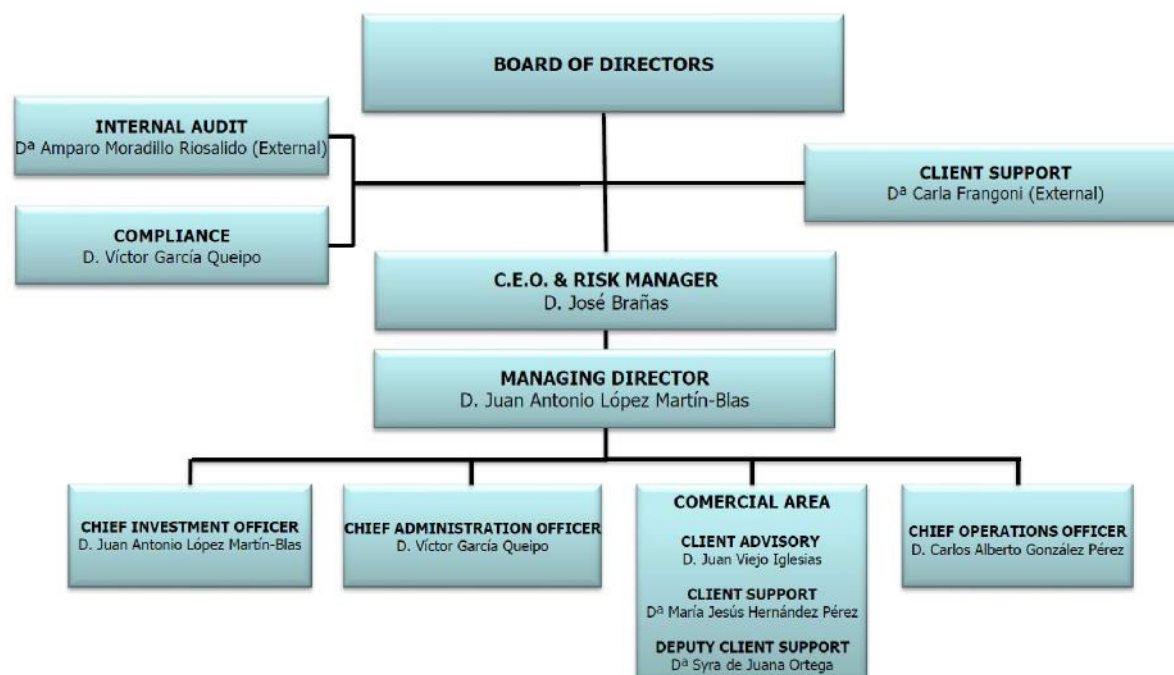 BOARD OF DIRECTORS
INTERNAL AUDIT
Dª Amparo Moradillo Riosalido (External)
CLIENT SUPPORT
Dª Carla Frangoni (External)
COMPLIANCE
D. Víctor García Queipo
C.E.O. & RISK MANAGER
D. José Brañas
MANAGING DIRECTOR
D. Juan Antonio López Martín-Blas
CHIEF INVESTMENT OFFICER
D. Juan Antonio López Martín-Blas
CHIEF ADMINISTRATION OFFICER
D. Víctor García Queipo
COMERCIAL AREA
CLIENT ADVISORY
D. Juan Viejo Iglesias
CLIENT SUPPORT
Dª María Jesús Hernández Pérez
DEPUTY CLIENT SUPPORT
Dª Syra de Juana Ortega
CHIEF OPERATIONS OFFICER
D. Carlos Alberto González Pérez